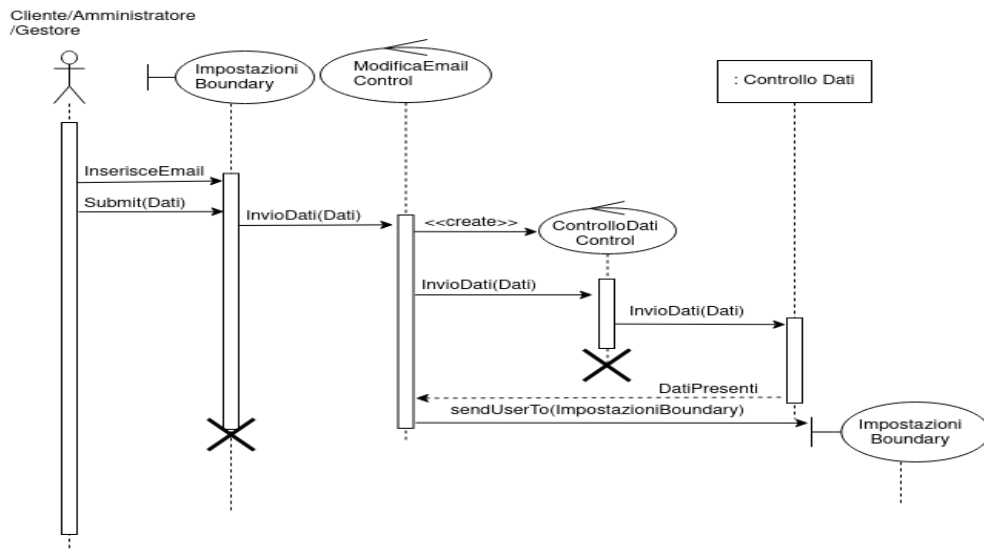 Cliente/Amministratore
/Gestore
Impostazioni
Boundary
ModificaEmail
Control
: Controllo Dati
InserisceEmail
Submit(Dati)
InvioDati(Dati)
<<create>>
ControlloDati
Control
InvioDati(Dati)
InvioDati(Dati)
DatiPresenti
sendUserTo(ImpostazioniBoundary)
Impostazioni
Boundary